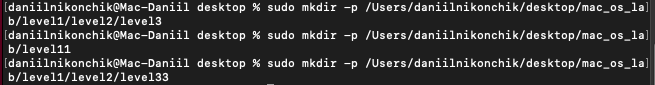 [daniilnikonchik@Mac-Daniil desktop % sudo mkdir -p /Users/daniilnikonchik/desktop/mac_os_la]
b/level1/level2/level3
[daniilnikonchik@Mac-Daniil desktop % sudo mkdir -p /Users/daniilnikonchik/desktop/mac_os_la]
b/level11
[daniilnikonchik@Mac-Daniil desktop % sudo mkdir -p /Users/daniilnikonchik/desktop/mac_os_la]
b/level1/level2/level33